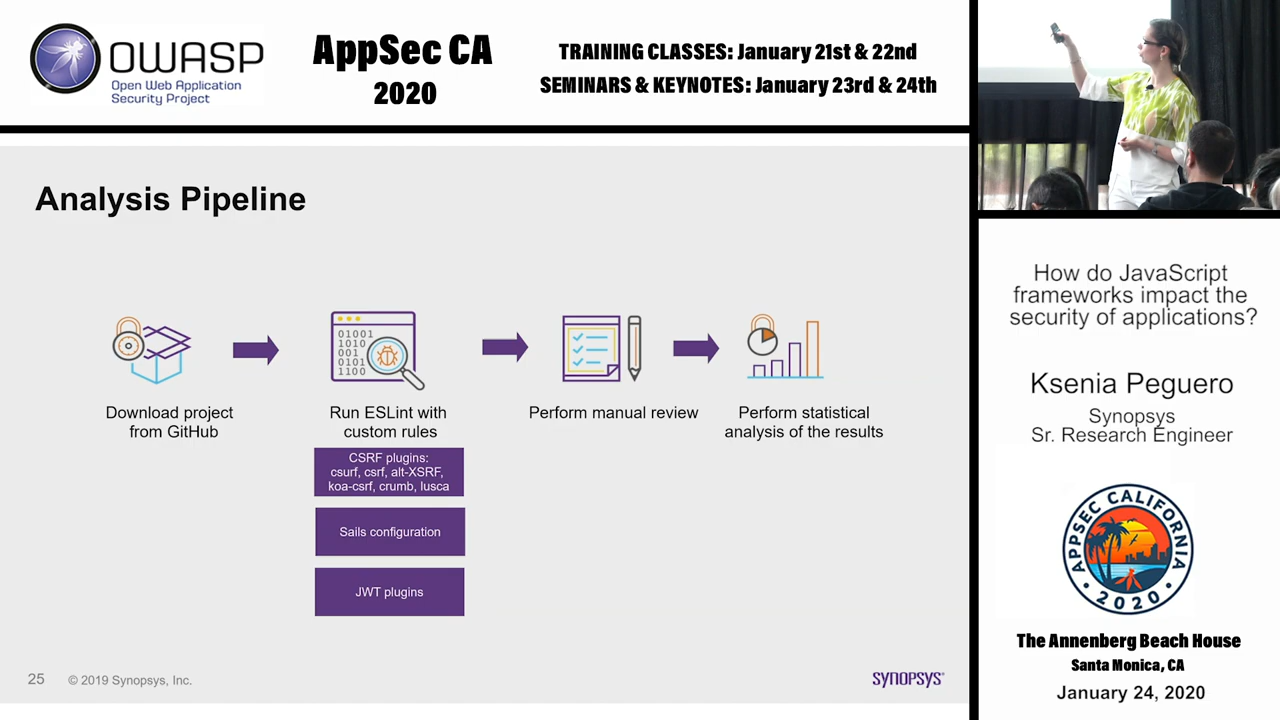 OWASP
Open Web Application
Security Project
AppSec CA
2020
TRAINING CLASSES: January 21st & 22nd
SEMINARS & KEYNOTES: January 23rd & 24th
Analysis Pipeline
01001
1010
001
0101
1100
Download project
from GitHub
Run ESLint with
custom rules
Perform manual review
Perform statistical
analysis of the results
CSRF plugins:
csurf, csrf, alt-XSRF,
koa-csrf, crumb, lusca
Sails configuration
JWT plugins
25
© 2019 Synopsys, Inc.
SYNOPSYS®
How do JavaScript
frameworks impact the
security of applications?
Ksenia Peguero
Synopsys
Sr. Research Engineer
APPSEC CALIFORNIA
• 2020 •
The Annenberg Beach House
Santa Monica, CA
January 24, 2020